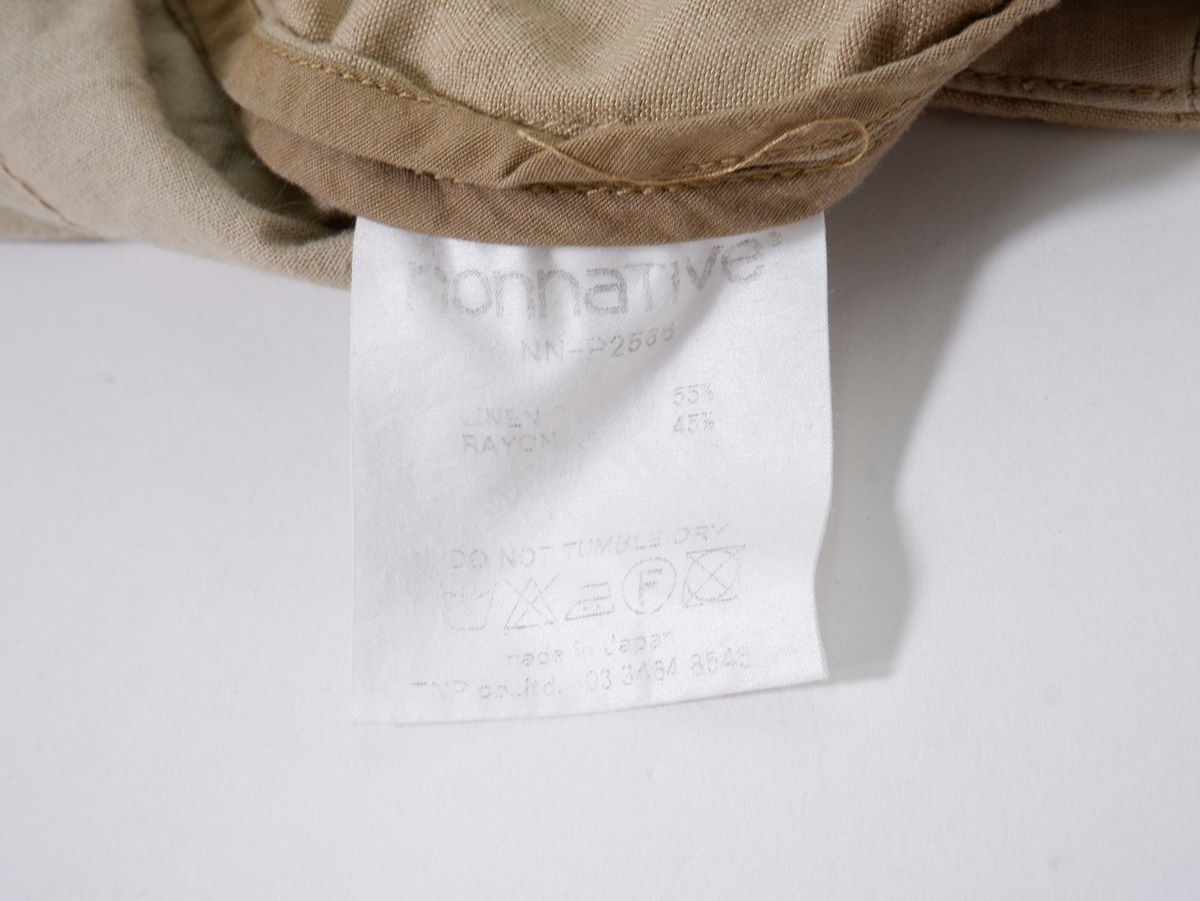 nonnative®
NN-P2566
LINEN 55%
RAYON 45%
DO NOT TUMBLE DRY
F
made in Japan
TNP co.,ltd. 03 3464